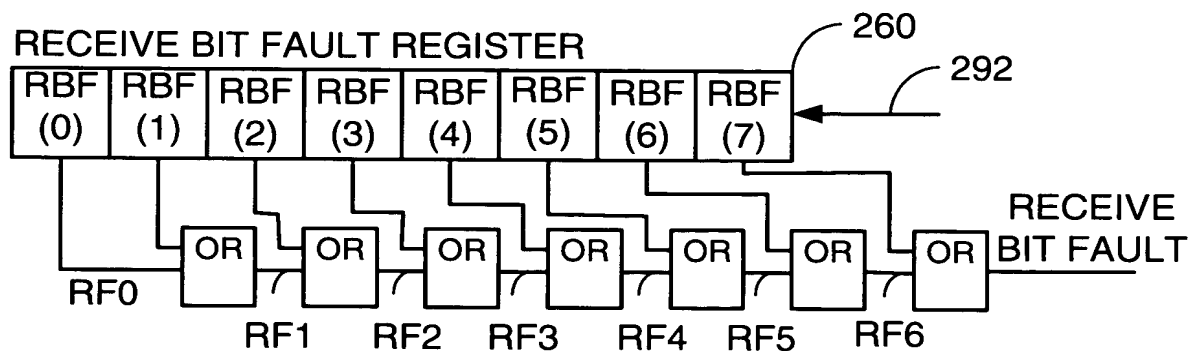 260
RECEIVE BIT FAULT REGISTER
292
RBF RBF RBF RBF RBF RBF RBF RBF
(0) (1) (2) (3) (4) (5) (6) (7)
RECEIVE
BIT FAULT
OR OR OR OR OR OR OR
RF0
RF1 RF2 RF3 RF4 RF5 RF6